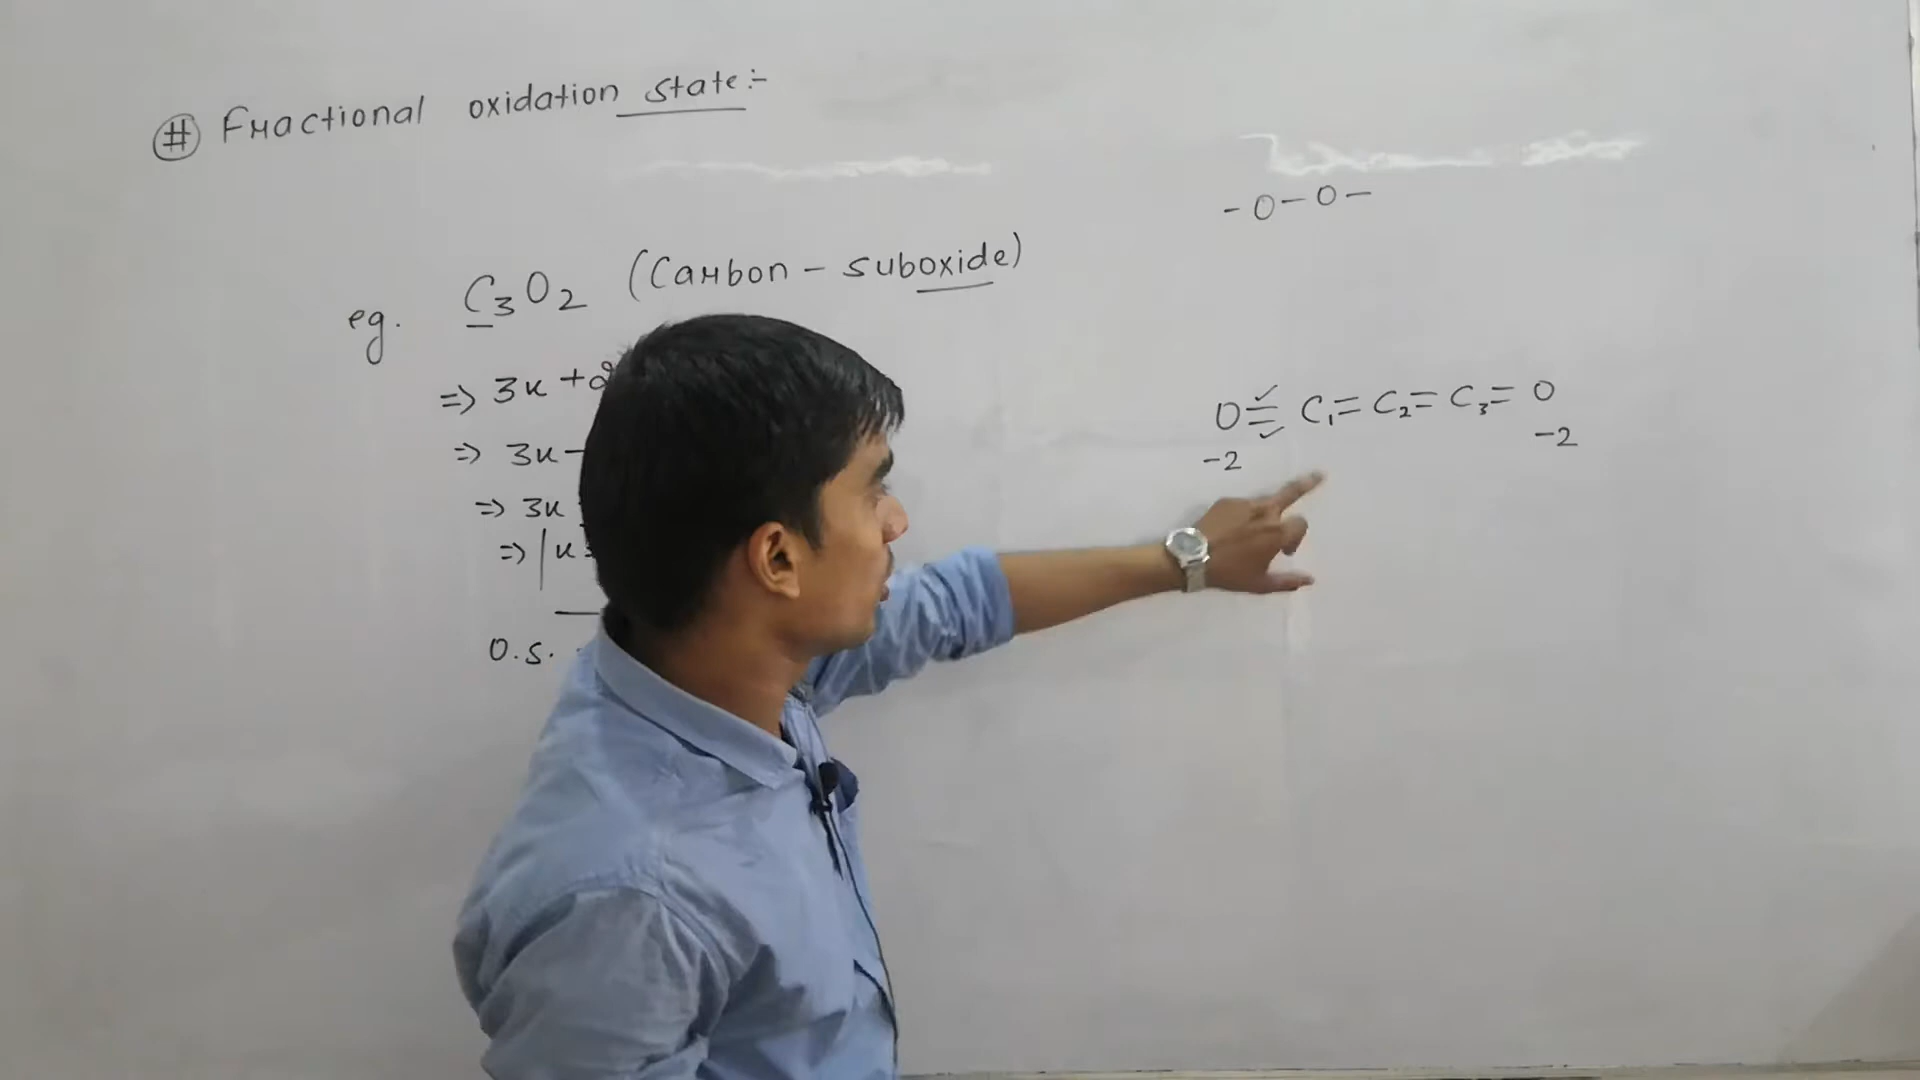 # Fractional oxidation state:-
-O-O-
eg. C3O2 (Carbon - suboxide)
=> 3x +
O = C1 = C2 = C3 = O
-2 -2
=> 3x -
=> 3x
=> x =
O.S.